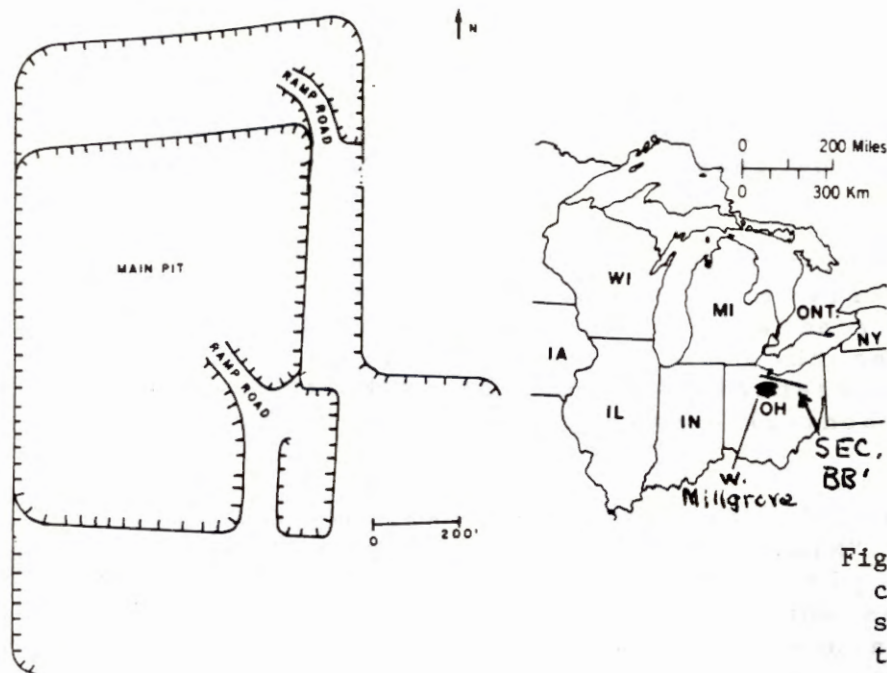 N
RAMP ROAD
MAIN PIT
RAMP ROAD
0 200'
0 200 Miles
0 300 Km
WI
MI
ONT.
NY
IA
IL
IN
OH
SEC.
BB'
W.
Millgrove
Fig
c
s
t